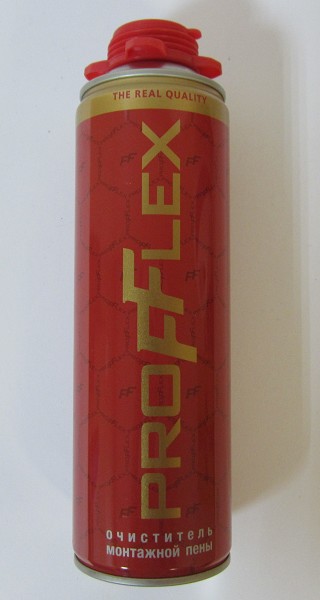 THE REAL QUALITY
PROFFLEX
очиститель
монтажной пены